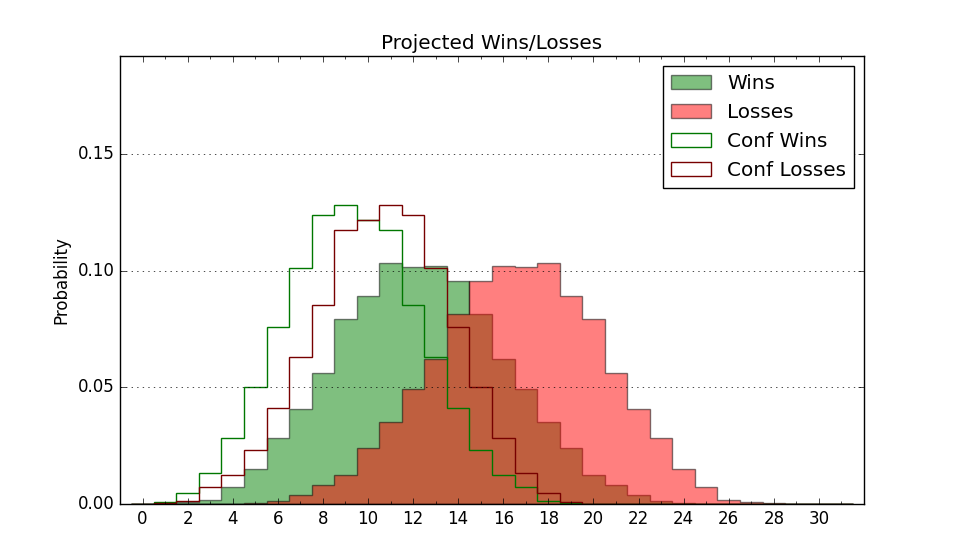 Projected Wins/Losses
Wins
Losses
Conf Wins
Conf Losses
Probability
0.15
0.10
0.05
0.00
0 2 4 6 8 10 12 14 16 18 20 22 24 26 28 30